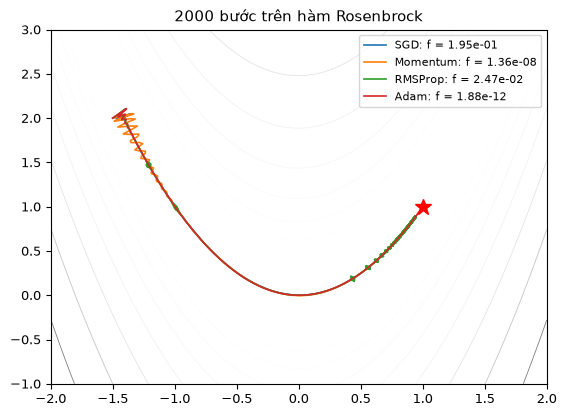 2000 bước trên hàm Rosenbrock
SGD: f = 1.95e-01
Momentum: f = 1.36e-08
RMSProp: f = 2.47e-02
Adam: f = 1.88e-12
3.0
2.5
2.0
1.5
1.0
0.5
0.0
−0.5
−1.0
−2.0 −1.5 −1.0 −0.5 0.0 0.5 1.0 1.5 2.0